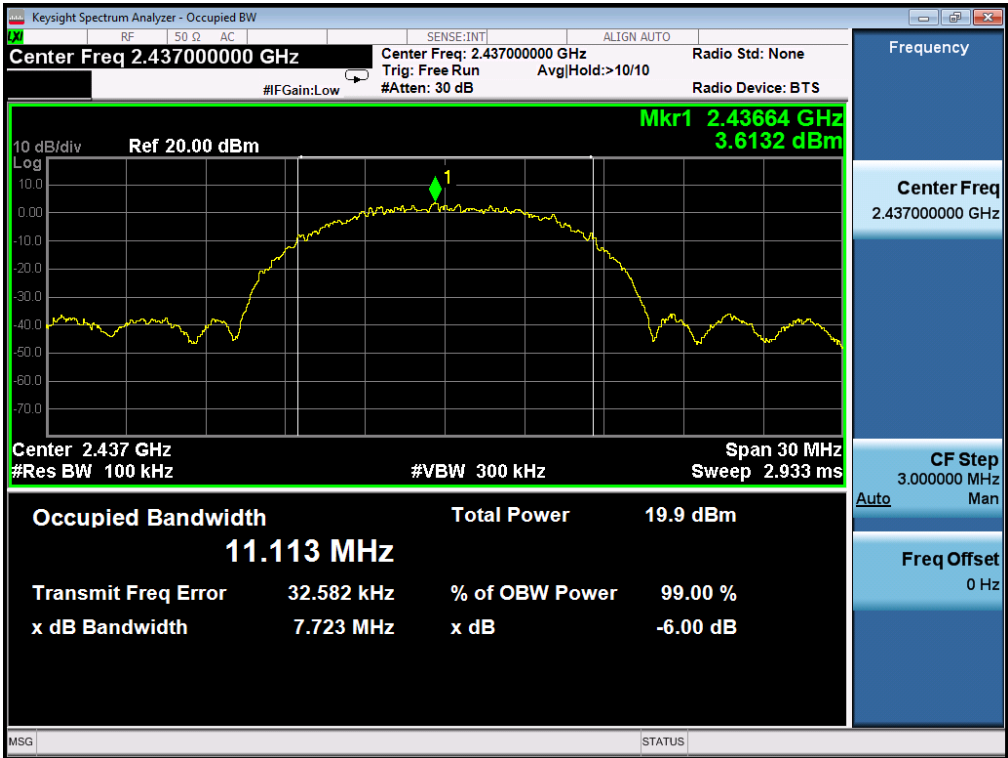 Keysight Spectrum Analyzer - Occupied BW
LXI RF 50 Ω AC SENSE:INT ALIGN AUTO
Center Freq 2.437000000 GHz
Center Freq: 2.437000000 GHz Radio Std: None
Trig: Free Run Avg|Hold:>10/10
#IFGain:Low #Atten: 30 dB Radio Device: BTS
Mkr1 2.43664 GHz
3.6132 dBm
10 dB/div Ref 20.00 dBm
Log
1
10.0
0.00
-10.0
-20.0
-30.0
-40.0
-50.0
-60.0
-70.0
Center 2.437 GHz Span 30 MHz
#Res BW 100 kHz #VBW 300 kHz Sweep 2.933 ms
Occupied Bandwidth Total Power 19.9 dBm
11.113 MHz
Transmit Freq Error 32.582 kHz % of OBW Power 99.00 %
x dB Bandwidth 7.723 MHz x dB -6.00 dB
Frequency
Center Freq
2.437000000 GHz
CF Step
3.000000 MHz
Auto Man
Freq Offset
0 Hz
MSG STATUS